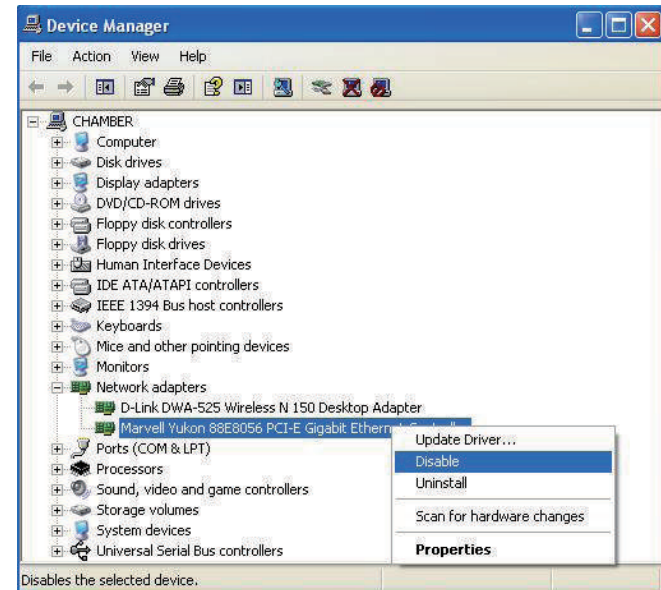 Device Manager
File Action View Help
CHAMBER
Computer
Disk drives
Display adapters
DVD/CD-ROM drives
Floppy disk controllers
Floppy disk drives
Human Interface Devices
IDE ATA/ATAPI controllers
IEEE 1394 Bus host controllers
Keyboards
Mice and other pointing devices
Monitors
Network adapters
D-Link DWA-525 Wireless N 150 Desktop Adapter
Marvell Yukon 88E8056 PCI-E Gigabit Ethernet
Ports (COM & LPT)
Processors
Sound, video and game controllers
Storage volumes
System devices
Universal Serial Bus controllers
Update Driver...
Disable
Uninstall
Scan for hardware changes
Properties
Disables the selected device.